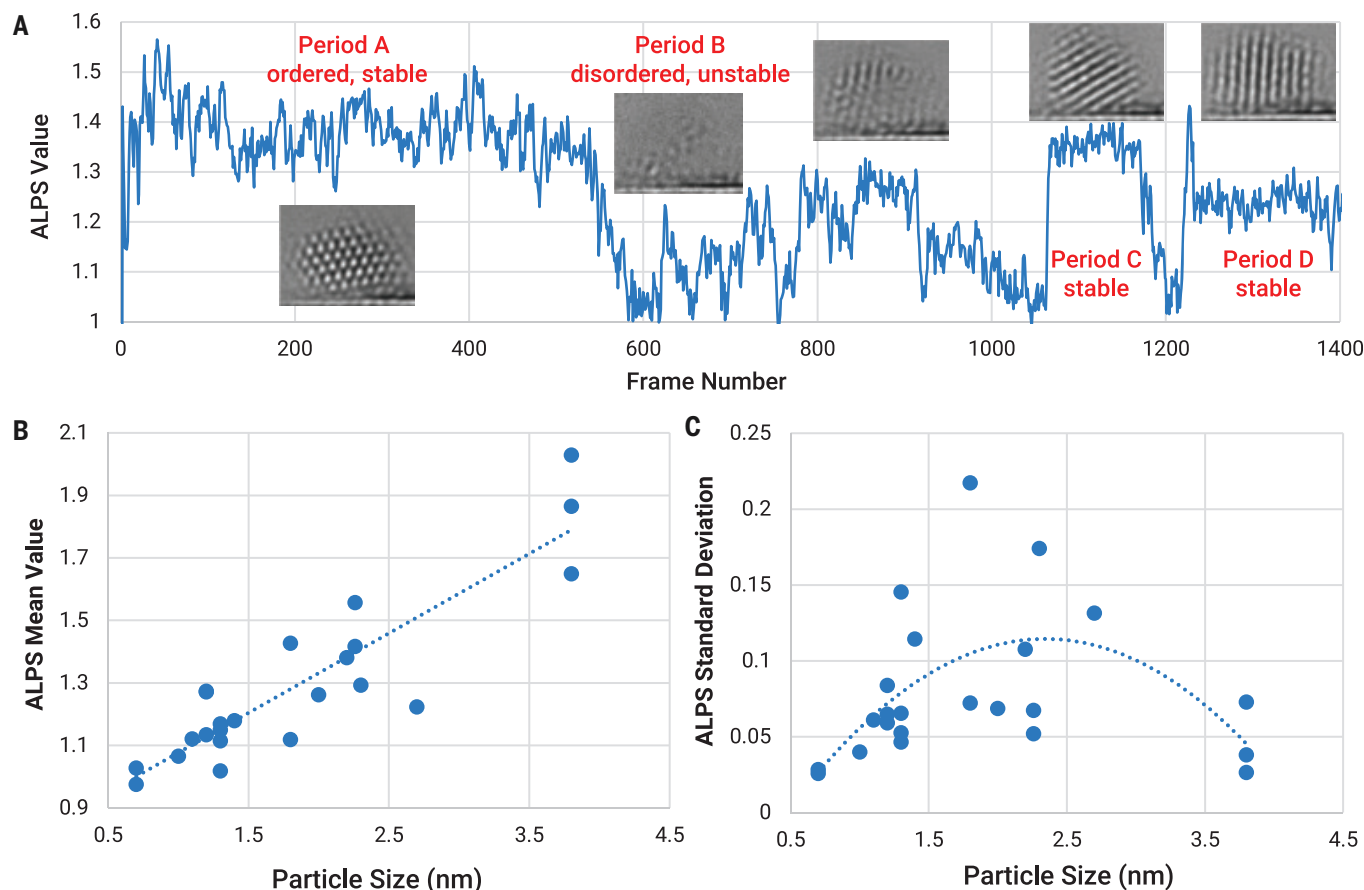 A
ALPS Value
1.6
1.5
1.4
1.3
1.2
1.1
1
Period A
ordered, stable
Period B
disordered, unstable
Period C
stable
Period D
stable
0
200
400
600
800
1000
1200
1400
Frame Number
B
ALPS Mean Value
2.1
1.9
1.7
1.5
1.3
1.1
0.9
0.5
1.5
2.5
3.5
4.5
Particle Size (nm)
C
ALPS Standard Deviation
0.25
0.2
0.15
0.1
0.05
0
0.5
1.5
2.5
3.5
4.5
Particle Size (nm)